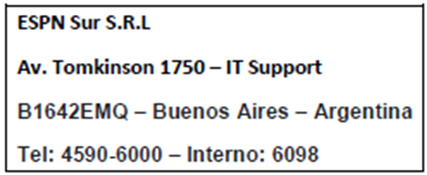 ESPN Sur S.R.L
Av. Tomkinson 1750 – IT Support
B1642EMQ – Buenos Aires – Argentina
Tel: 4590-6000 – Interno: 6098